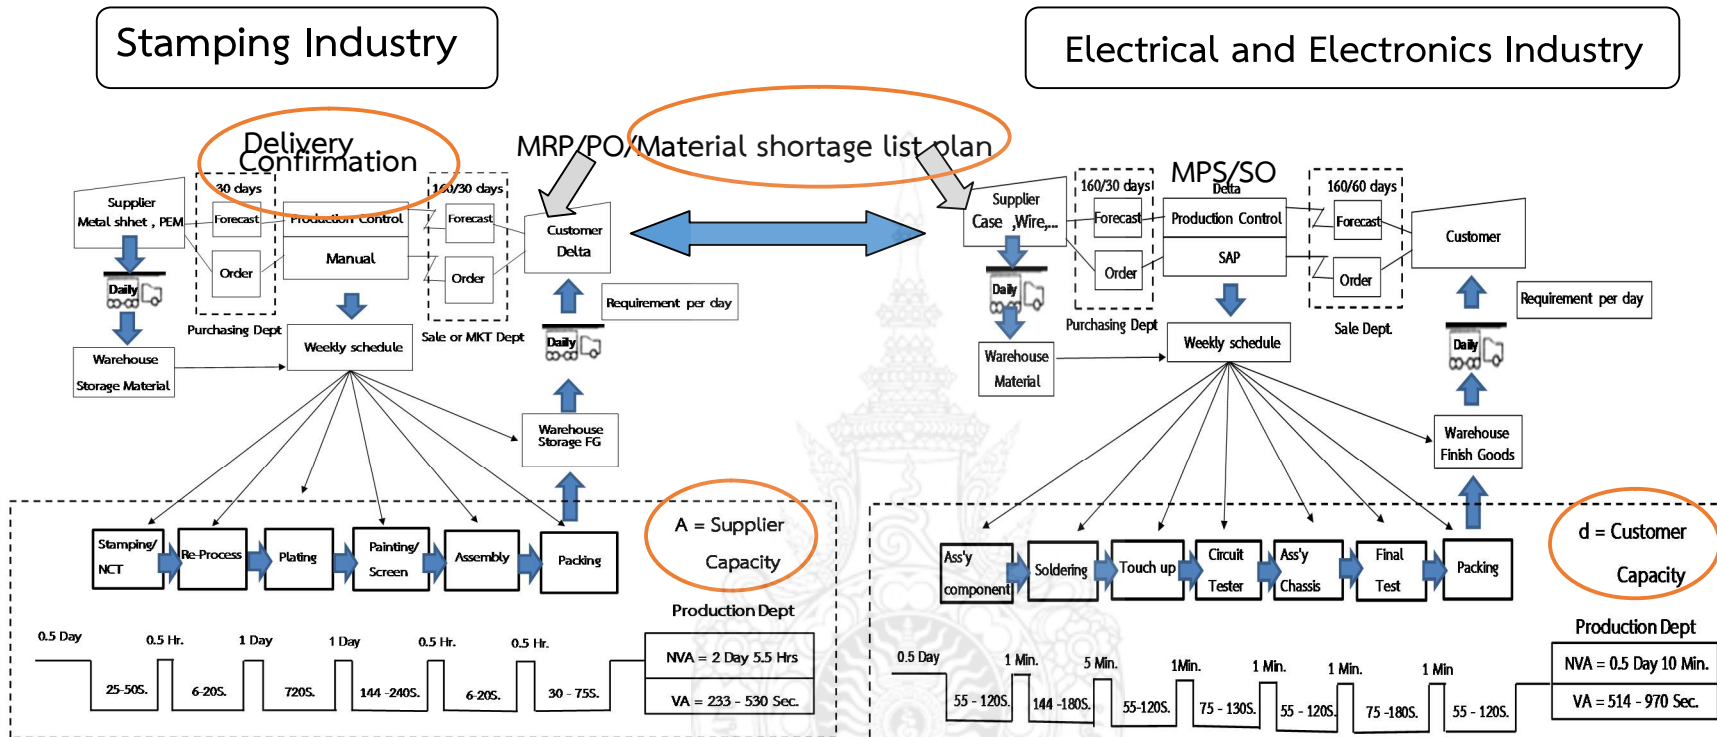 Stamping Industry
Electrical and Electronics Industry
Delivery
Confirmation
MRP/PO/Material shortage list plan
MPS/SO
Supplier
Metal shhet , PEM
30 days
Forecast
Order
Purchasing Dept
Production Control
Manual
160/30 days
Forecast
Order
Sale or MKT Dept
Customer
Delta
Requirement per day
Daily
Daily
Warehouse
Storage Material
Weekly schedule
Warehouse
Storage FG
A = Supplier
Capacity
Stamping/
NCT
Re-Process
Plating
Painting/
Screen
Assembly
Packing
Production Dept
0.5 Day
0.5 Hr.
1 Day
1 Day
0.5 Hr.
0.5 Hr.
25-50S.
6-20S.
720S.
144 -240S.
6-20S.
30 - 75S.
NVA = 2 Day 5.5 Hrs
VA = 233 - 530 Sec.
Supplier
Case ,Wire,...
160/30 days
Forecast
Order
Purchasing Dept
Delta
Production Control
SAP
160/60 days
Forecast
Order
Sale Dept.
Customer
Requirement per day
Daily
Daily
Warehouse
Material
Weekly schedule
Warehouse
Finish Goods
d = Customer
Capacity
Ass'y
component
Soldering
Touch up
Circuit
Tester
Ass'y
Chassis
Final
Test
Packing
Production Dept
0.5 Day
1 Min.
5 Min.
1Min.
1 Min.
1 Min.
1 Min
55 - 120S.
144 -180S.
55-120S.
75 - 130S.
55 - 120S.
75 -180S.
55 - 120S.
NVA = 0.5 Day 10 Min.
VA = 514 - 970 Sec.